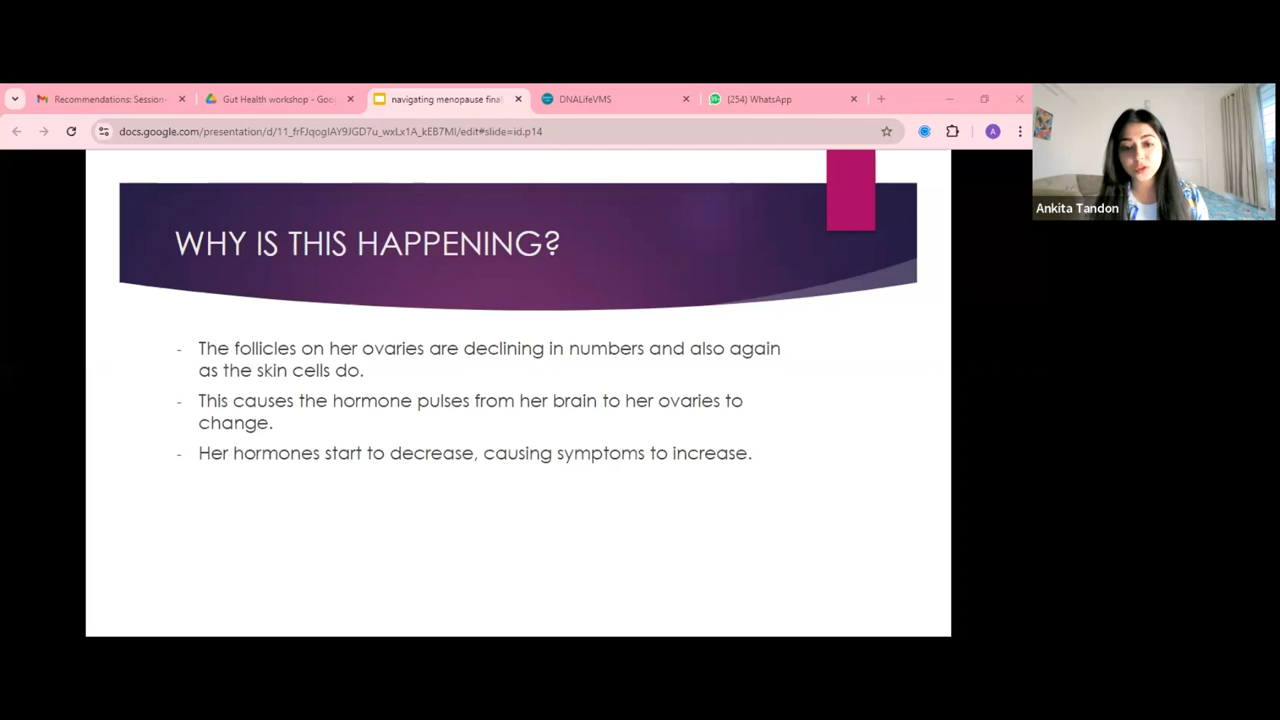 Recommendations: Session-
Gut Health workshop - Goo
navigating menopause final
DNALifeVMS
(254) WhatsApp
docs.google.com/presentation/d/11_frFJqogIAY9JGD7u_wxLx1A_kEB7MI/edit#slide=id.p14
A
Ankita Tandon
WHY IS THIS HAPPENING?
- The follicles on her ovaries are declining in numbers and also again
as the skin cells do.
- This causes the hormone pulses from her brain to her ovaries to
change.
- Her hormones start to decrease, causing symptoms to increase.